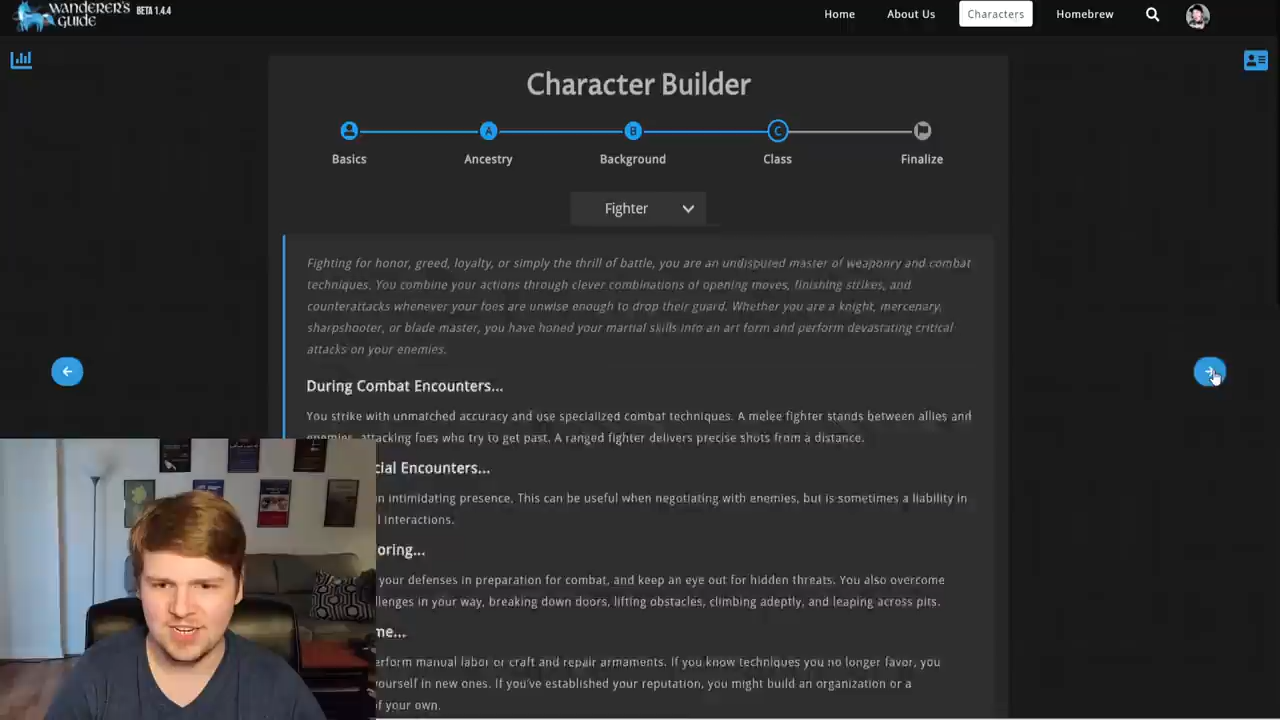 WANDERER'S
GUIDE
BETA 1.4.4
Home
About Us
Characters
Homebrew
Character Builder
A
B
C
Basics
Ancestry
Background
Class
Finalize
Fighter
Fighting for honor, greed, loyalty, or simply the thrill of battle, you are an undisputed master of weaponry and combat
techniques. You combine your actions through clever combinations of opening moves, finishing strikes, and
counterattacks whenever your foes are unwise enough to drop their guard. Whether you are a knight, mercenary,
sharpshooter, or blade master, you have honed your martial skills into an art form and perform devastating critical
attacks on your enemies.
During Combat Encounters...
You strike with unmatched accuracy and use specialized combat techniques. A melee fighter stands between allies and
enemies, attacking foes who try to get past. A ranged fighter delivers precise shots from a distance.
cial Encounters...
n intimidating presence. This can be useful when negotiating with enemies, but is sometimes a liability in
l interactions.
oring...
your defenses in preparation for combat, and keep an eye out for hidden threats. You also overcome
llenges in your way, breaking down doors, lifting obstacles, climbing adeptly, and leaping across pits.
me...
erform manual labor or craft and repair armaments. If you know techniques you no longer favor, you
yourself in new ones. If you've established your reputation, you might build an organization or a
of your own.